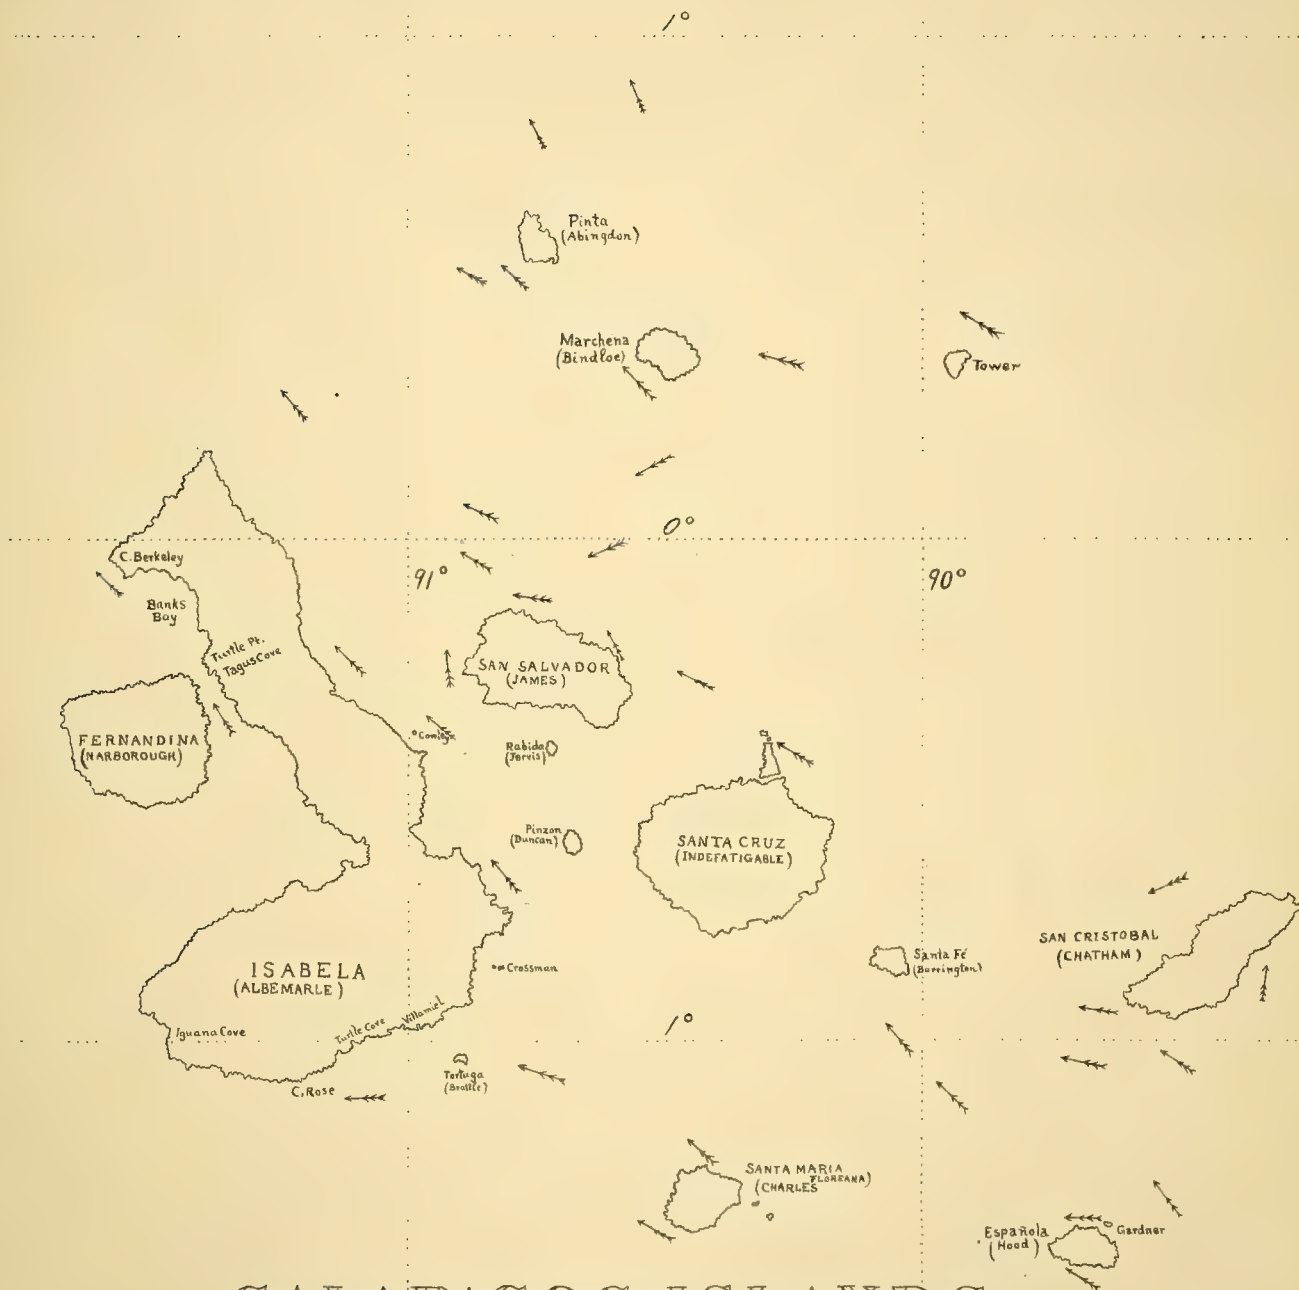 1°
Pinta
(Abingdon)
Marchena
(Bindloe)
Tower
0°
C. Berkeley
91°
90°
Banks
Bay
Turtle Pt.
Tagus Cove
SAN SALVADOR
(JAMES)
FERNANDINA
(NARBOROUGH)
Cowley
Rabida
(Jervis)
Pinzon
(Duncan)
SANTA CRUZ
(INDEFATIGABLE)
SAN CRISTOBAL
(CHATHAM)
Santa Fé
(Barrington)
ISABELA
(ALBEMARLE)
Crossman
Iguana Cove
Turtle Cove
Villamiel
1°
Tortuga
(Brattle)
C. Rose
SANTA MARIA
FLOREANA)
(CHARLES
Española
(Hood)
Gardner